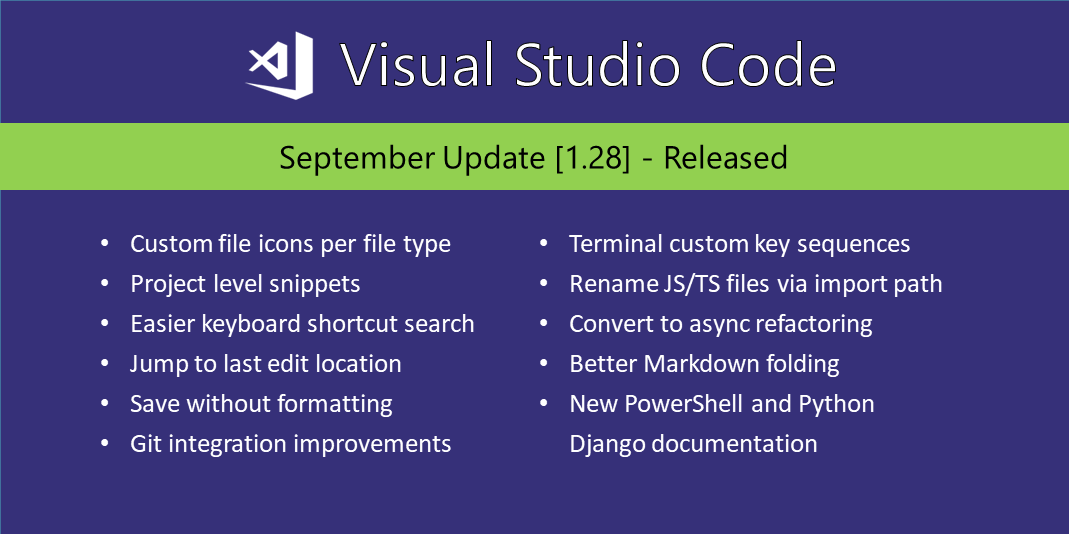 Visual Studio Code
September Update [1.28] - Released
• Custom file icons per file type
• Project level snippets
• Easier keyboard shortcut search
• Jump to last edit location
• Save without formatting
• Git integration improvements
• Terminal custom key sequences
• Rename JS/TS files via import path
• Convert to async refactoring
• Better Markdown folding
• New PowerShell and Python
Django documentation